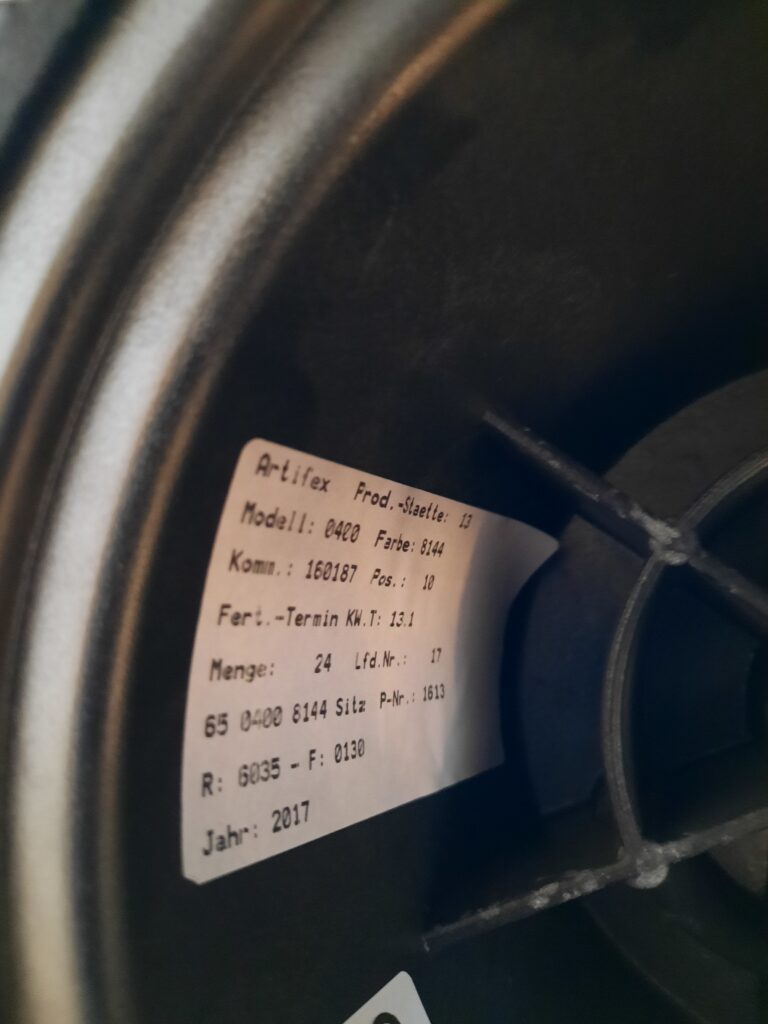 Artifex Prod.-Staette: 13
Modell: 0400 Farbe: 8144
Komm.: 160187 Pos.: 10
Fert.-Termin KW.T: 13.1
Menge: 24 Lfd.Nr.: 17
65 0400 8144 Sitz P-Nr.: 1613
R: 6035 - F: 0130
Jahr: 2017